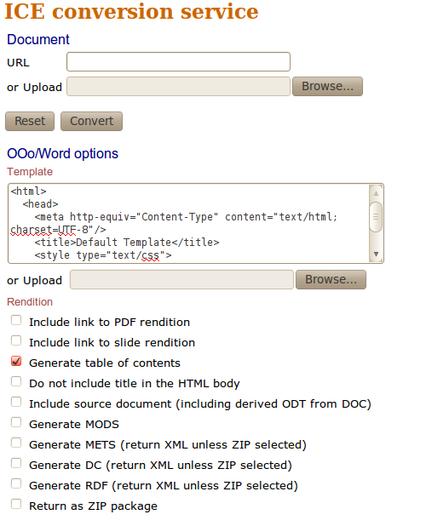 ICE conversion service
Document
URL
or Upload Browse...
Reset Convert
OOo/Word options
Template
<html>
<head>
<meta http-equiv="Content-Type" content="text/html;
charset=UTF-8"/>
<title>Default Template</title>
<style type="text/css">
or Upload Browse...
Rendition
Include link to PDF rendition
Include link to slide rendition
Generate table of contents
Do not include title in the HTML body
Include source document (including derived ODT from DOC)
Generate MODS
Generate METS (return XML unless ZIP selected)
Generate DC (return XML unless ZIP selected)
Generate RDF (return XML unless ZIP selected)
Return as ZIP package